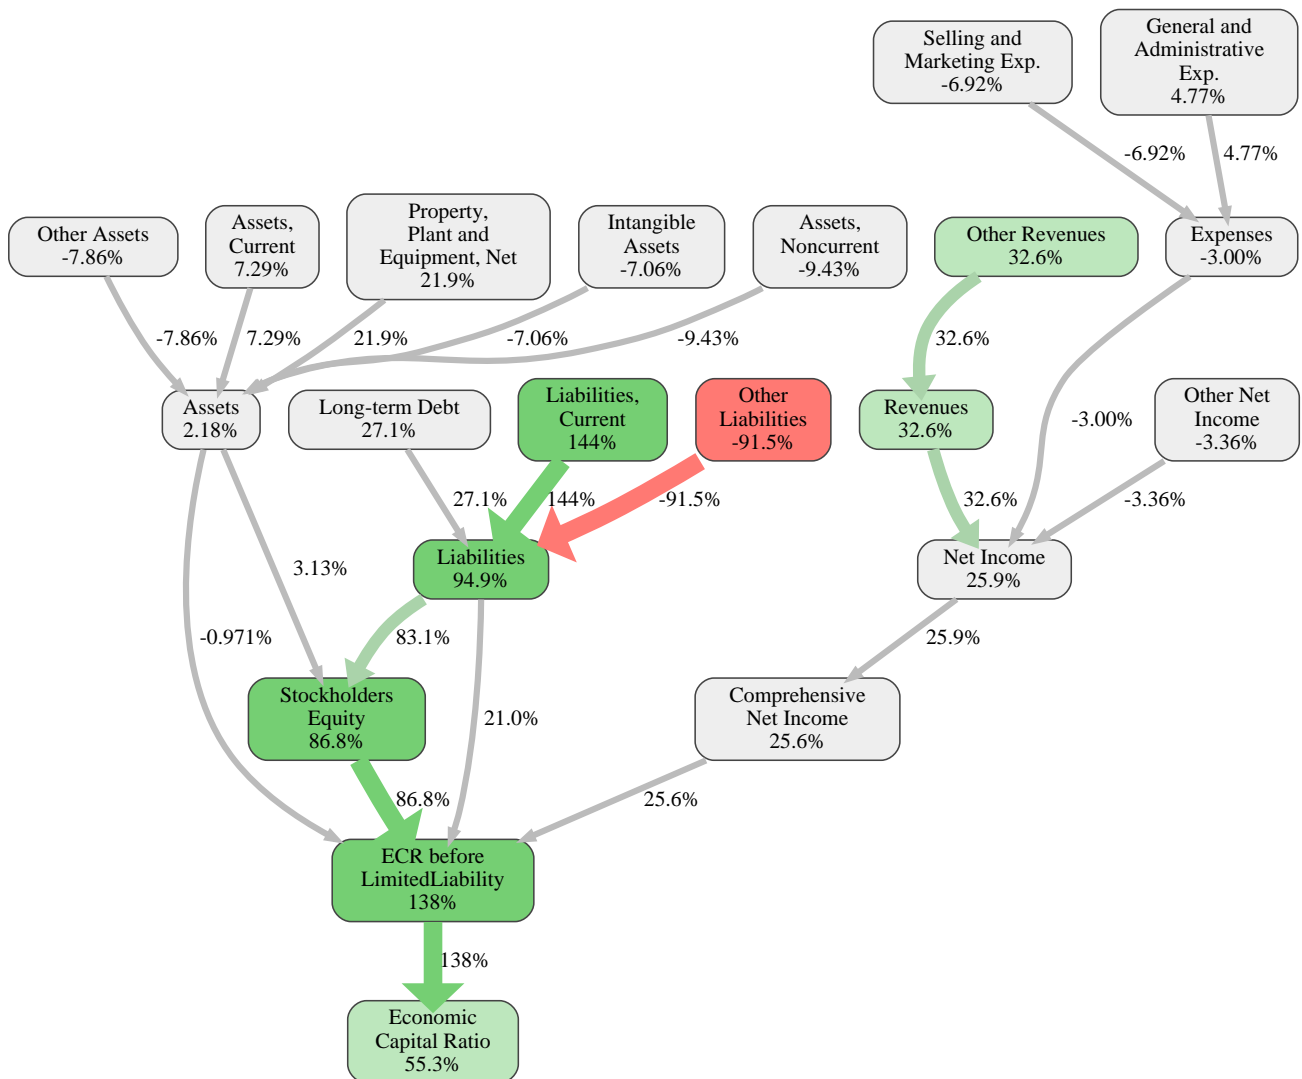 Selling and
Marketing Exp.
-6.92%
General and
Administrative
Exp.
4.77%
-6.92%
4.77%
Other Assets
-7.86%
Assets,
Current
7.29%
Property,
Plant and
Equipment, Net
21.9%
Intangible
Assets
-7.06%
Assets,
Noncurrent
-9.43%
Other Revenues
32.6%
Expenses
-3.00%
-7.86%
7.29%
21.9%
-7.06%
-9.43%
32.6%
Assets
2.18%
Long-term Debt
27.1%
Liabilities,
Current
144%
Other
Liabilities
-91.5%
Revenues
32.6%
-3.00%
Other Net
Income
-3.36%
27.1%
144%
-91.5%
32.6%
-3.36%
3.13%
Liabilities
94.9%
Net Income
25.9%
-0.971%
83.1%
25.9%
Stockholders
Equity
86.8%
21.0%
Comprehensive
Net Income
25.6%
86.8%
25.6%
ECR before
LimitedLiability
138%
138%
Economic
Capital Ratio
55.3%